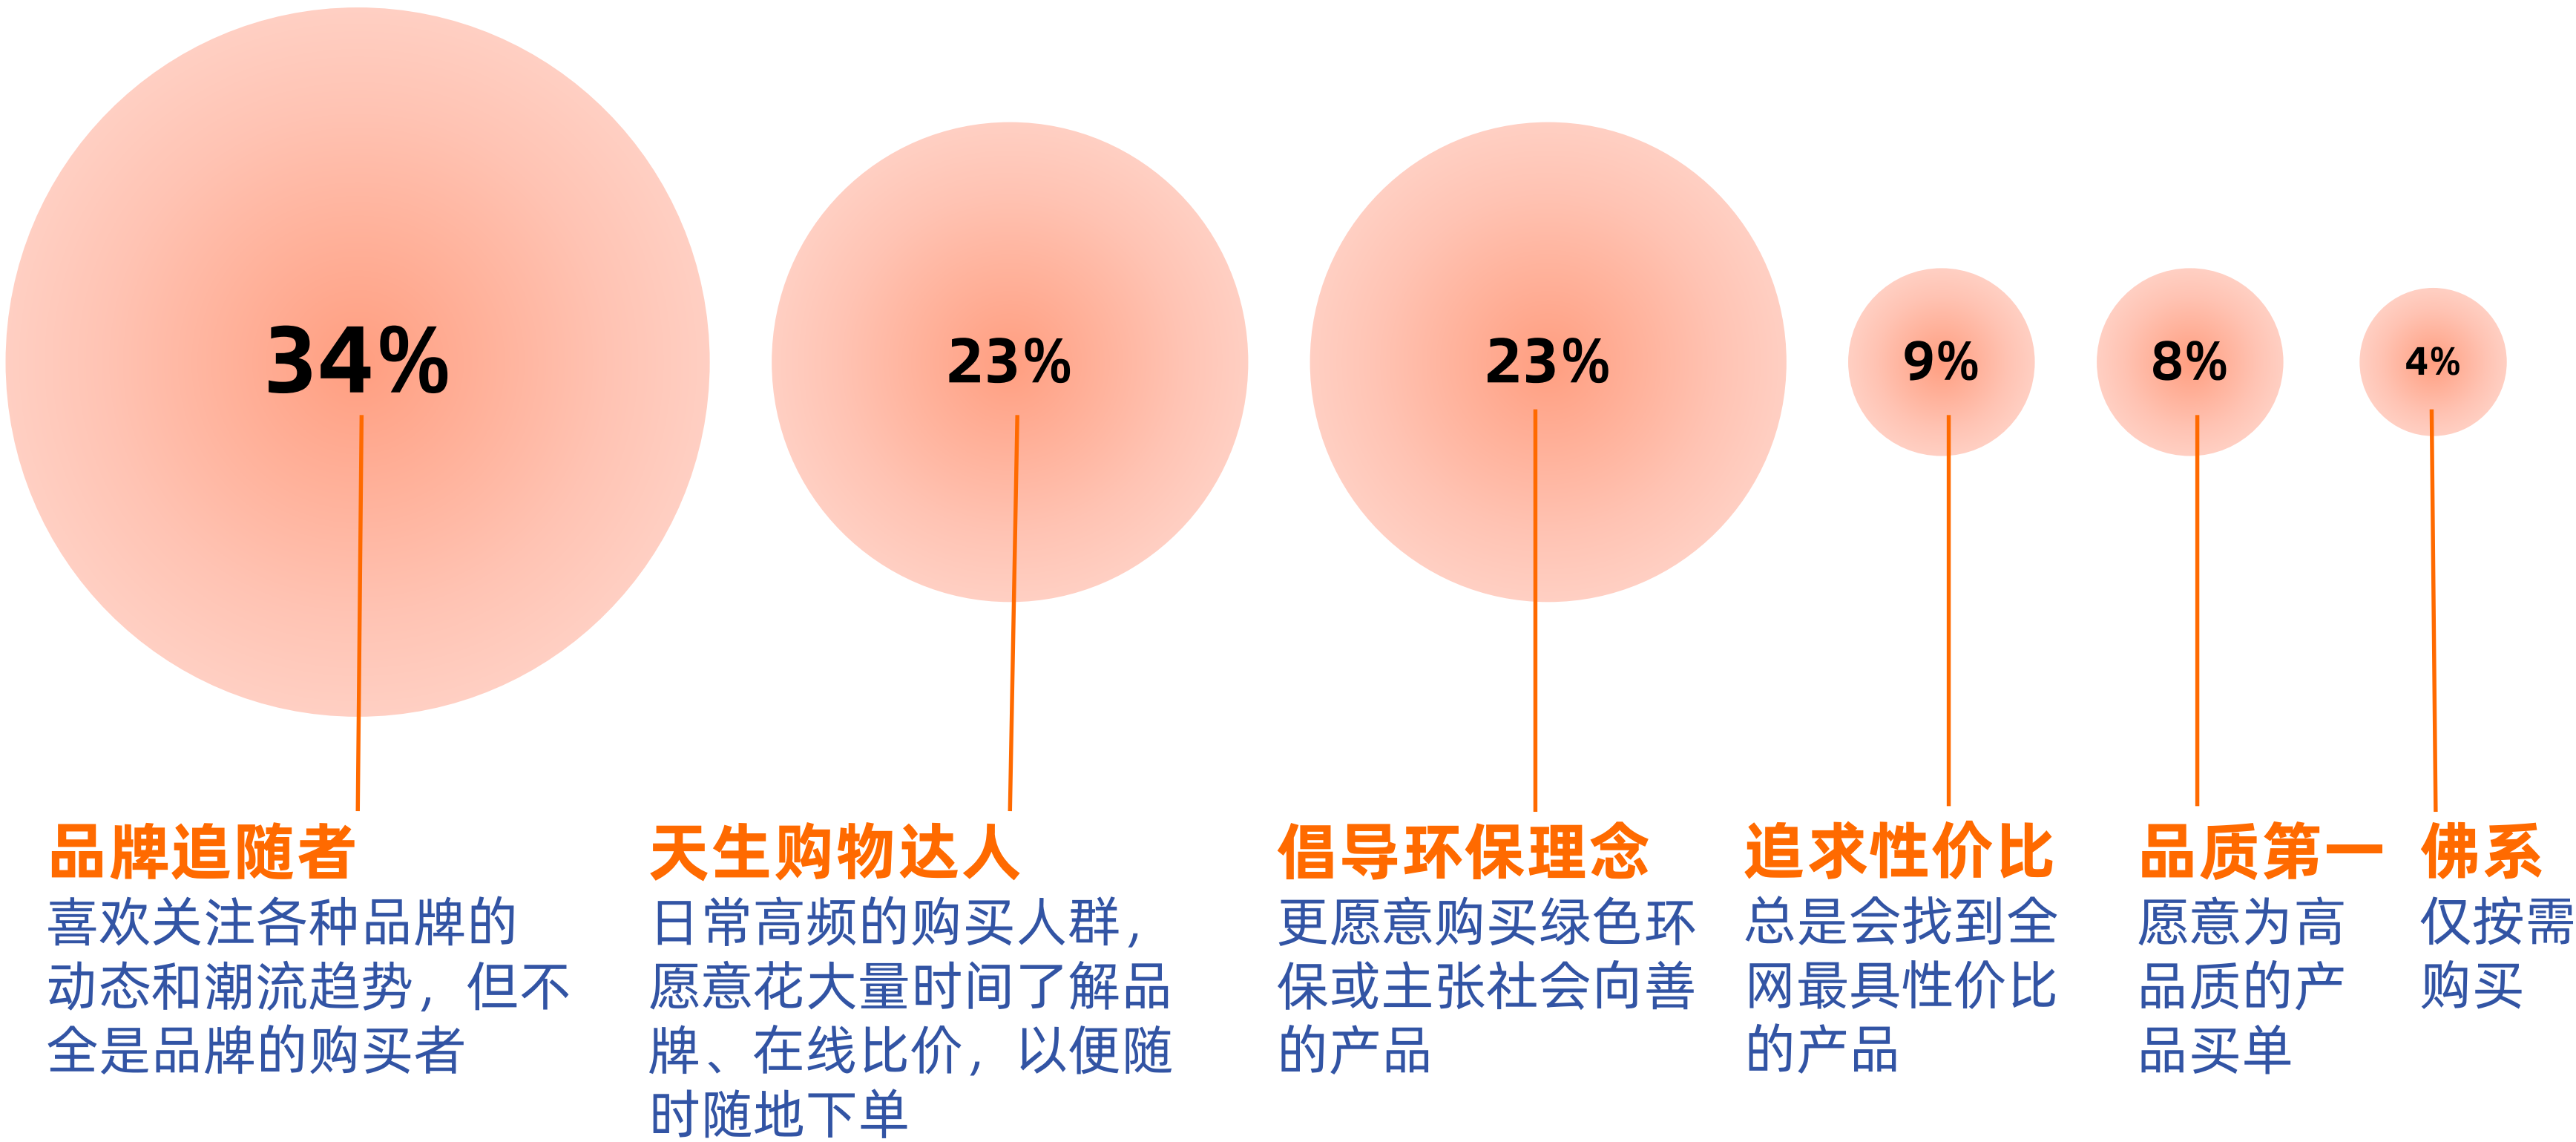 34%
23%
23%
9%
8%
4%
品牌追随者
喜欢关注各种品牌的
动态和潮流趋势，但不
全是品牌的购买者
天生购物达人
日常高频的购买人群，
愿意花大量时间了解品
牌、在线比价，以便随
时随地下单
倡导环保理念
更愿意购买绿色环
保或主张社会向善
的产品
追求性价比
总是会找到全
网最具性价比
的产品
品质第一
愿意为高
品质的产
品买单
佛系
仅按需
购买